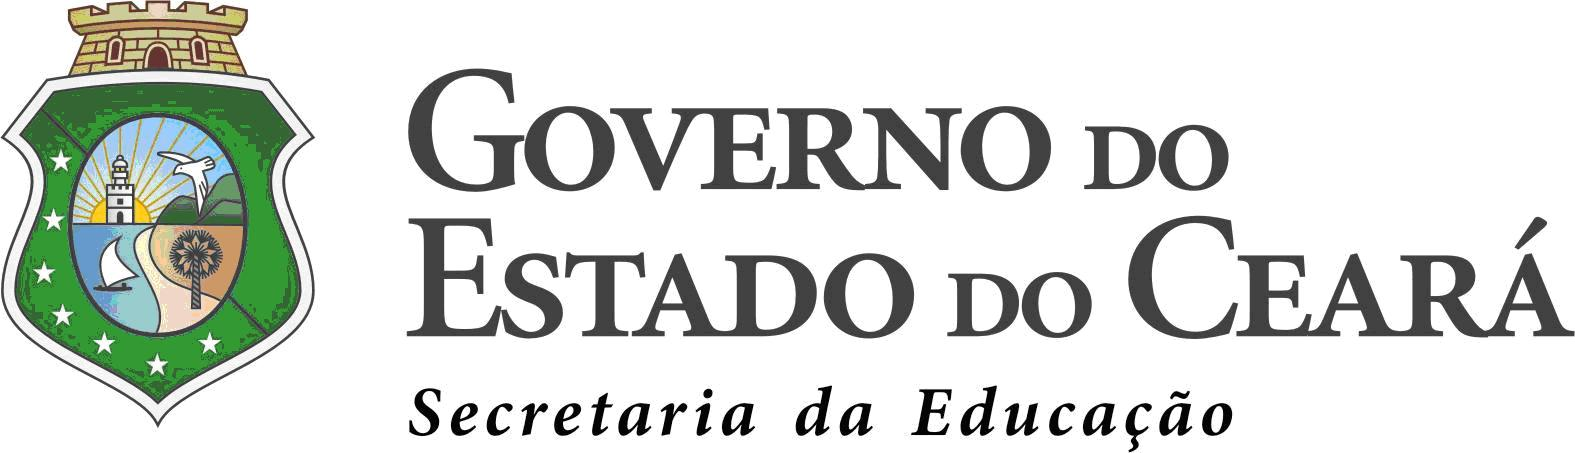 GOVERNO DO
ESTADO DO CEARÁ
Secretaria da Educação